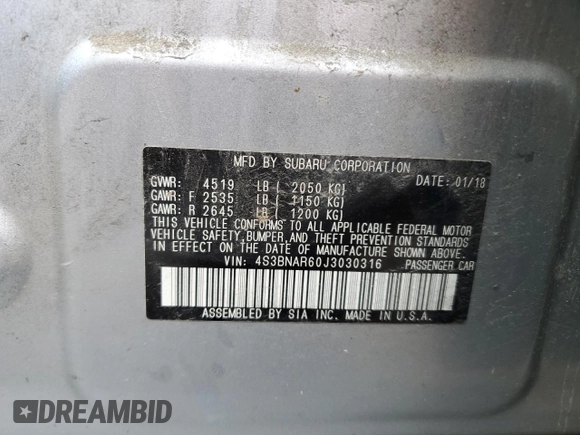 MFD BY SUBARU CORPORATION
GVWR: 4519 LB ( 2050 KG) DATE: 01/18
GAWR: F 2535 LB ( 1150 KG)
GAWR: R 2645 LB ( 1200 KG)
THIS VEHICLE CONFORMS TO ALL APPLICABLE FEDERAL MOTOR
VEHICLE SAFETY, BUMPER, AND THEFT PREVENTION STANDARDS
IN EFFECT ON THE DATE OF MANUFACTURE SHOWN ABOVE.
VIN: 4S3BNAR60J3030316 PASSENGER CAR
ASSEMBLED BY SIA INC. MADE IN U.S.A.
DREAMBID